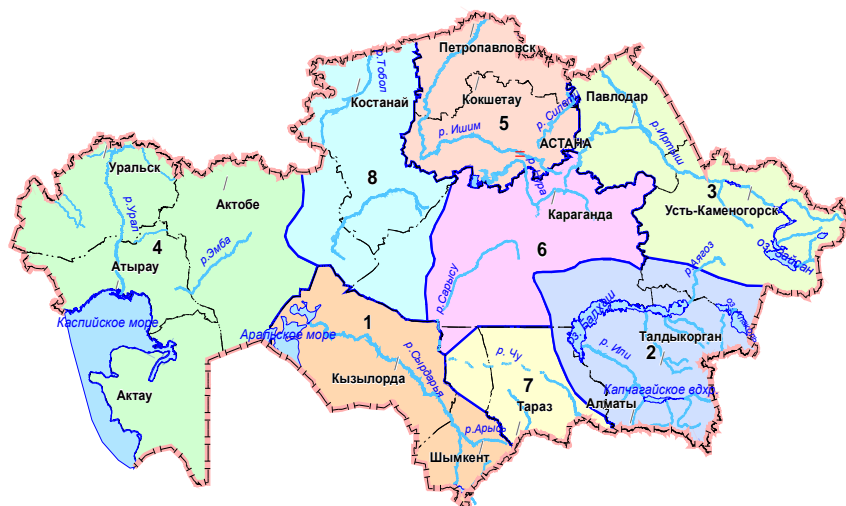 Петропавловск
р.Тобол
Костанай
Кокшетау
5
р. Ишим
р.Силеты
АСТАНА
Павлодар
р.Иртыш
3
Усть-Каменогорск
Уральск
р.Урал
4
Атырау
Актобе
р.Эмба
8
Караганда
6
р.Сарысу
р.Аягоз
оз. Балхаш
Талдыкорган
2
р. Или
Капчагайское вдхр.
Алматы
Каспийское море
Актау
Аральское море
1
Кызылорда
р.Сырдарья
р. Чу
7
Тараз
р.Арысь
Шымкент